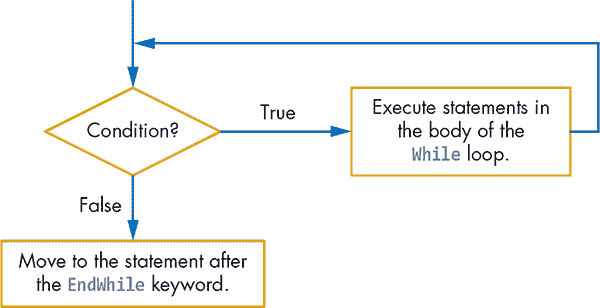 Condition?
True
Execute statements in
the body of the
While loop.
False
Move to the statement after
the EndWhile keyword.